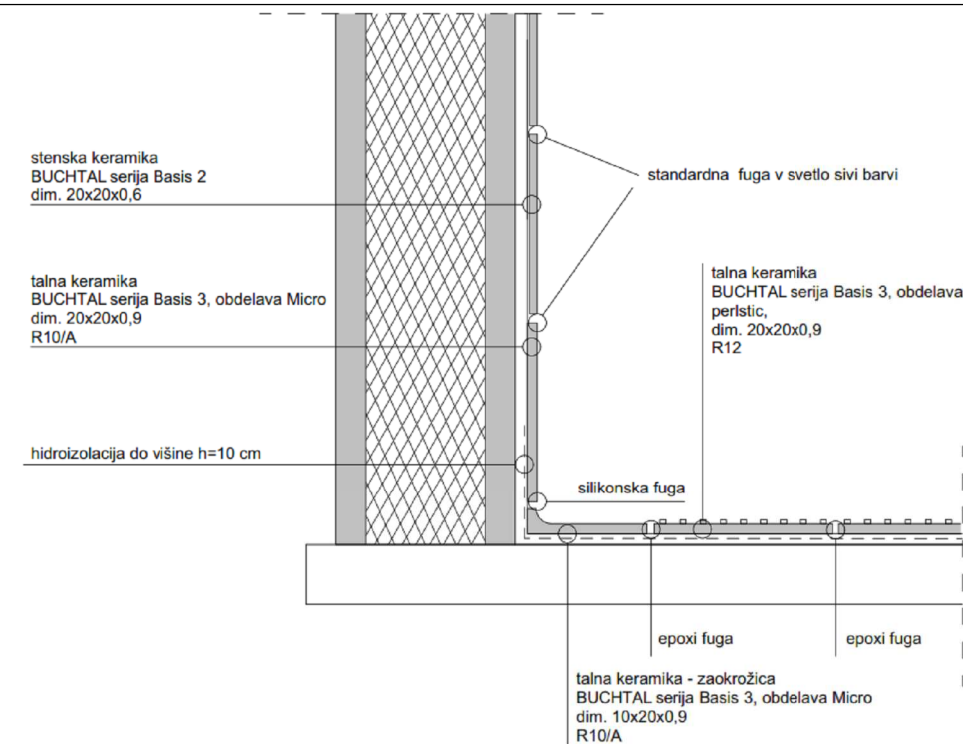 stenska keramika
BUCHTAL serija Basis 2
dim. 20x20x0,6
standardna fuga v svetlo sivi barvi
talna keramika
BUCHTAL serija Basis 3, obdelava Micro
dim. 20x20x0,9
R10/A
talna keramika
BUCHTAL serija Basis 3, obdelava
perlstic,
dim. 20x20x0,9
R12
hidroizolacija do višine h=10 cm
silikonska fuga
epoxi fuga
epoxi fuga
talna keramika - zaokrožica
BUCHTAL serija Basis 3, obdelava Micro
dim. 10x20x0,9
R10/A